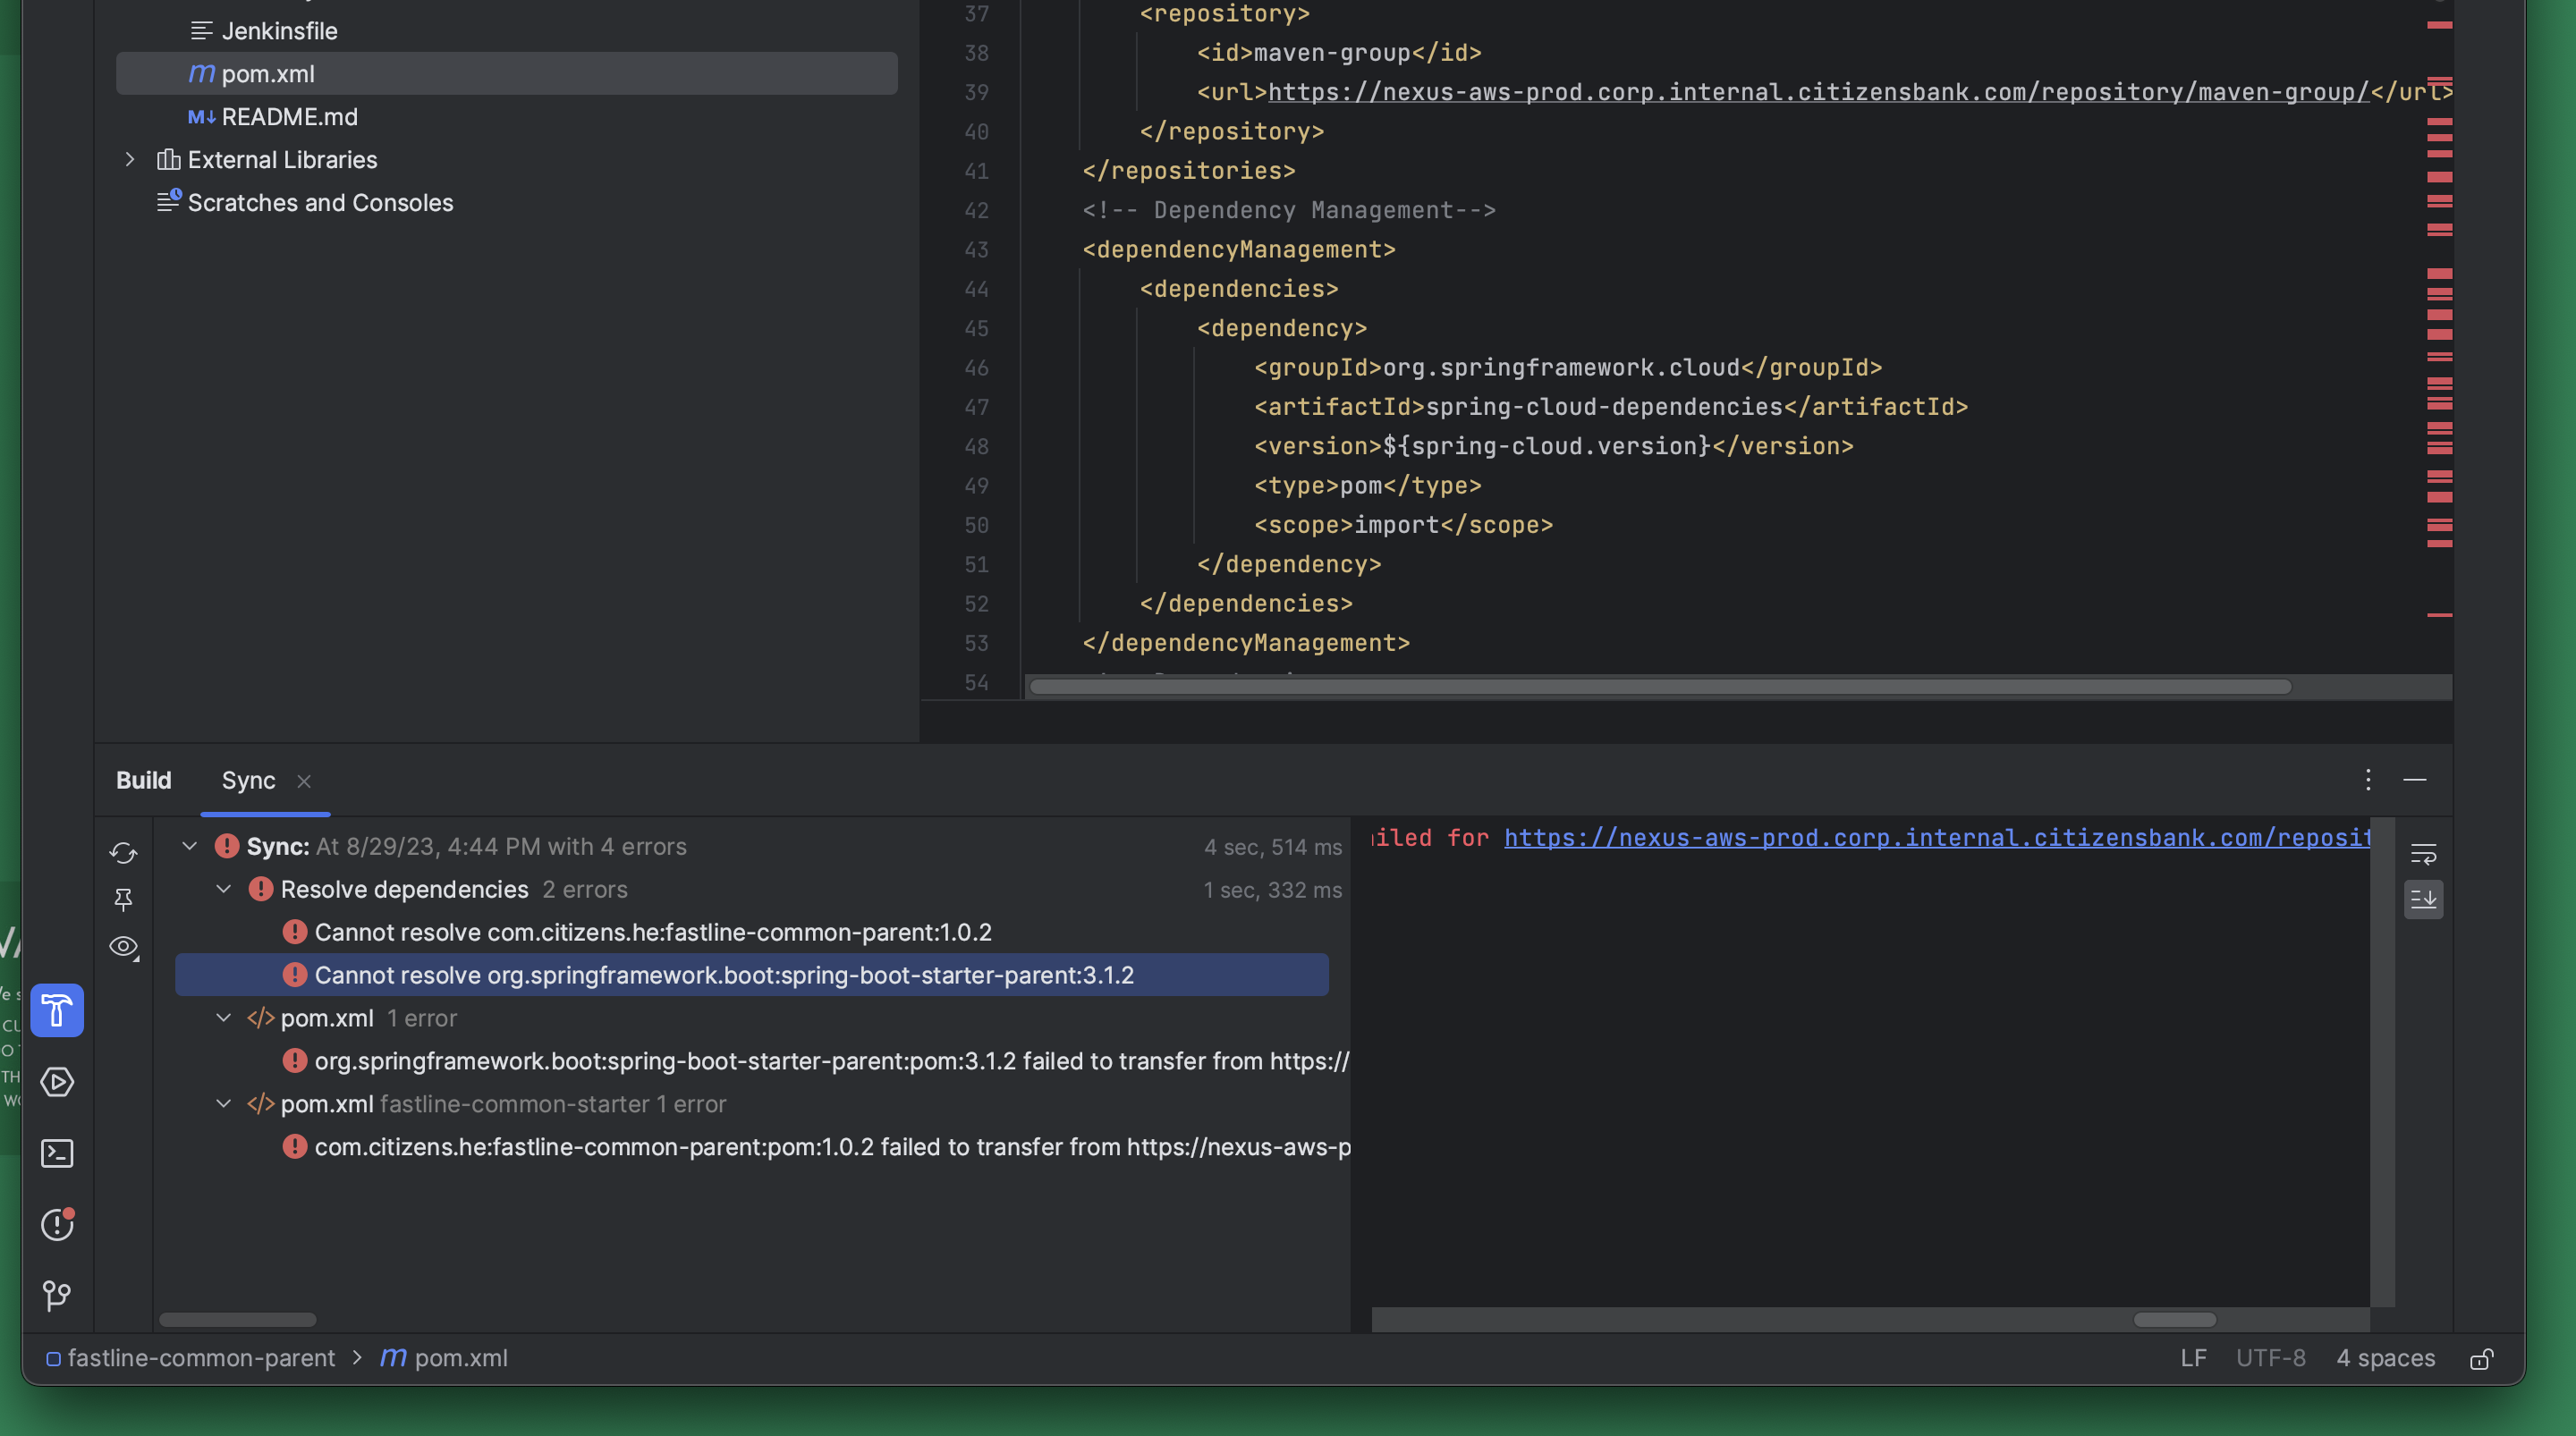 Jenkinsfile
pom.xml
M↓ README.md
External Libraries
Scratches and Consoles
37 <repository>
38 <id>maven-group</id>
39 <url>https://nexus-aws-prod.corp.internal.citizensbank.com/repository/maven-group/</url>
40 </repository>
41 </repositories>
42 <!-- Dependency Management-->
43 <dependencyManagement>
44 <dependencies>
45 <dependency>
46 <groupId>org.springframework.cloud</groupId>
47 <artifactId>spring-cloud-dependencies</artifactId>
48 <version>${spring-cloud.version}</version>
49 <type>pom</type>
50 <scope>import</scope>
51 </dependency>
52 </dependencies>
53 </dependencyManagement>
54
Build Sync
Sync: At 8/29/23, 4:44 PM with 4 errors 4 sec, 514 ms
Resolve dependencies 2 errors 1 sec, 332 ms
Cannot resolve com.citizens.he:fastline-common-parent:1.0.2
Cannot resolve org.springframework.boot:spring-boot-starter-parent:3.1.2
</> pom.xml 1 error
org.springframework.boot:spring-boot-starter-parent:pom:3.1.2 failed to transfer from https://
</> pom.xml fastline-common-starter 1 error
com.citizens.he:fastline-common-parent:pom:1.0.2 failed to transfer from https://nexus-aws-p
iled for https://nexus-aws-prod.corp.internal.citizensbank.com/reposit
fastline-common-parent > m pom.xml
LF UTF-8 4 spaces